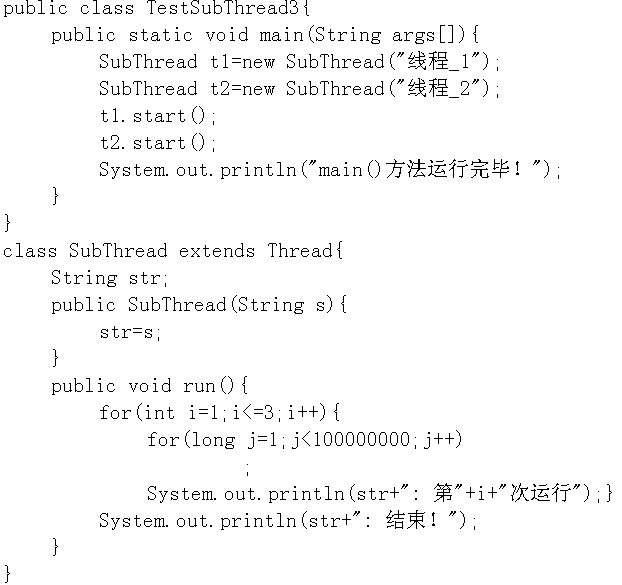 public class TestSubThread3{
    public static void main(String args[]){
        SubThread t1=new SubThread("线程_1");
        SubThread t2=new SubThread("线程_2");
        t1.start();
        t2.start();
        System.out.println("main()方法运行完毕！");
    }
}
class SubThread extends Thread{
    String str;
    public SubThread(String s){
        str=s;
    }
    public void run(){
        for(int i=1;i<=3;i++){
            for(long j=1;j<100000000;j++)
                    ;
            System.out.println(str+": 第"+i+"次运行");}
        System.out.println(str+": 结束！");
    }
}